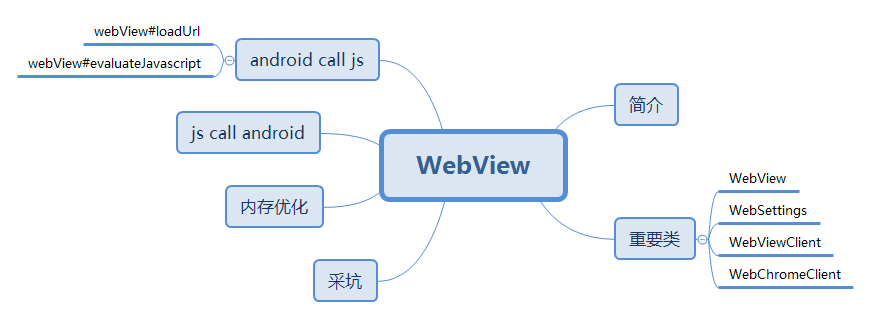 webView#loadUrl
webView#evaluateJavascript
android call js
js call android
内存优化
采坑
WebView
简介
重要类
WebView
WebSettings
WebViewClient
WebChromeClient